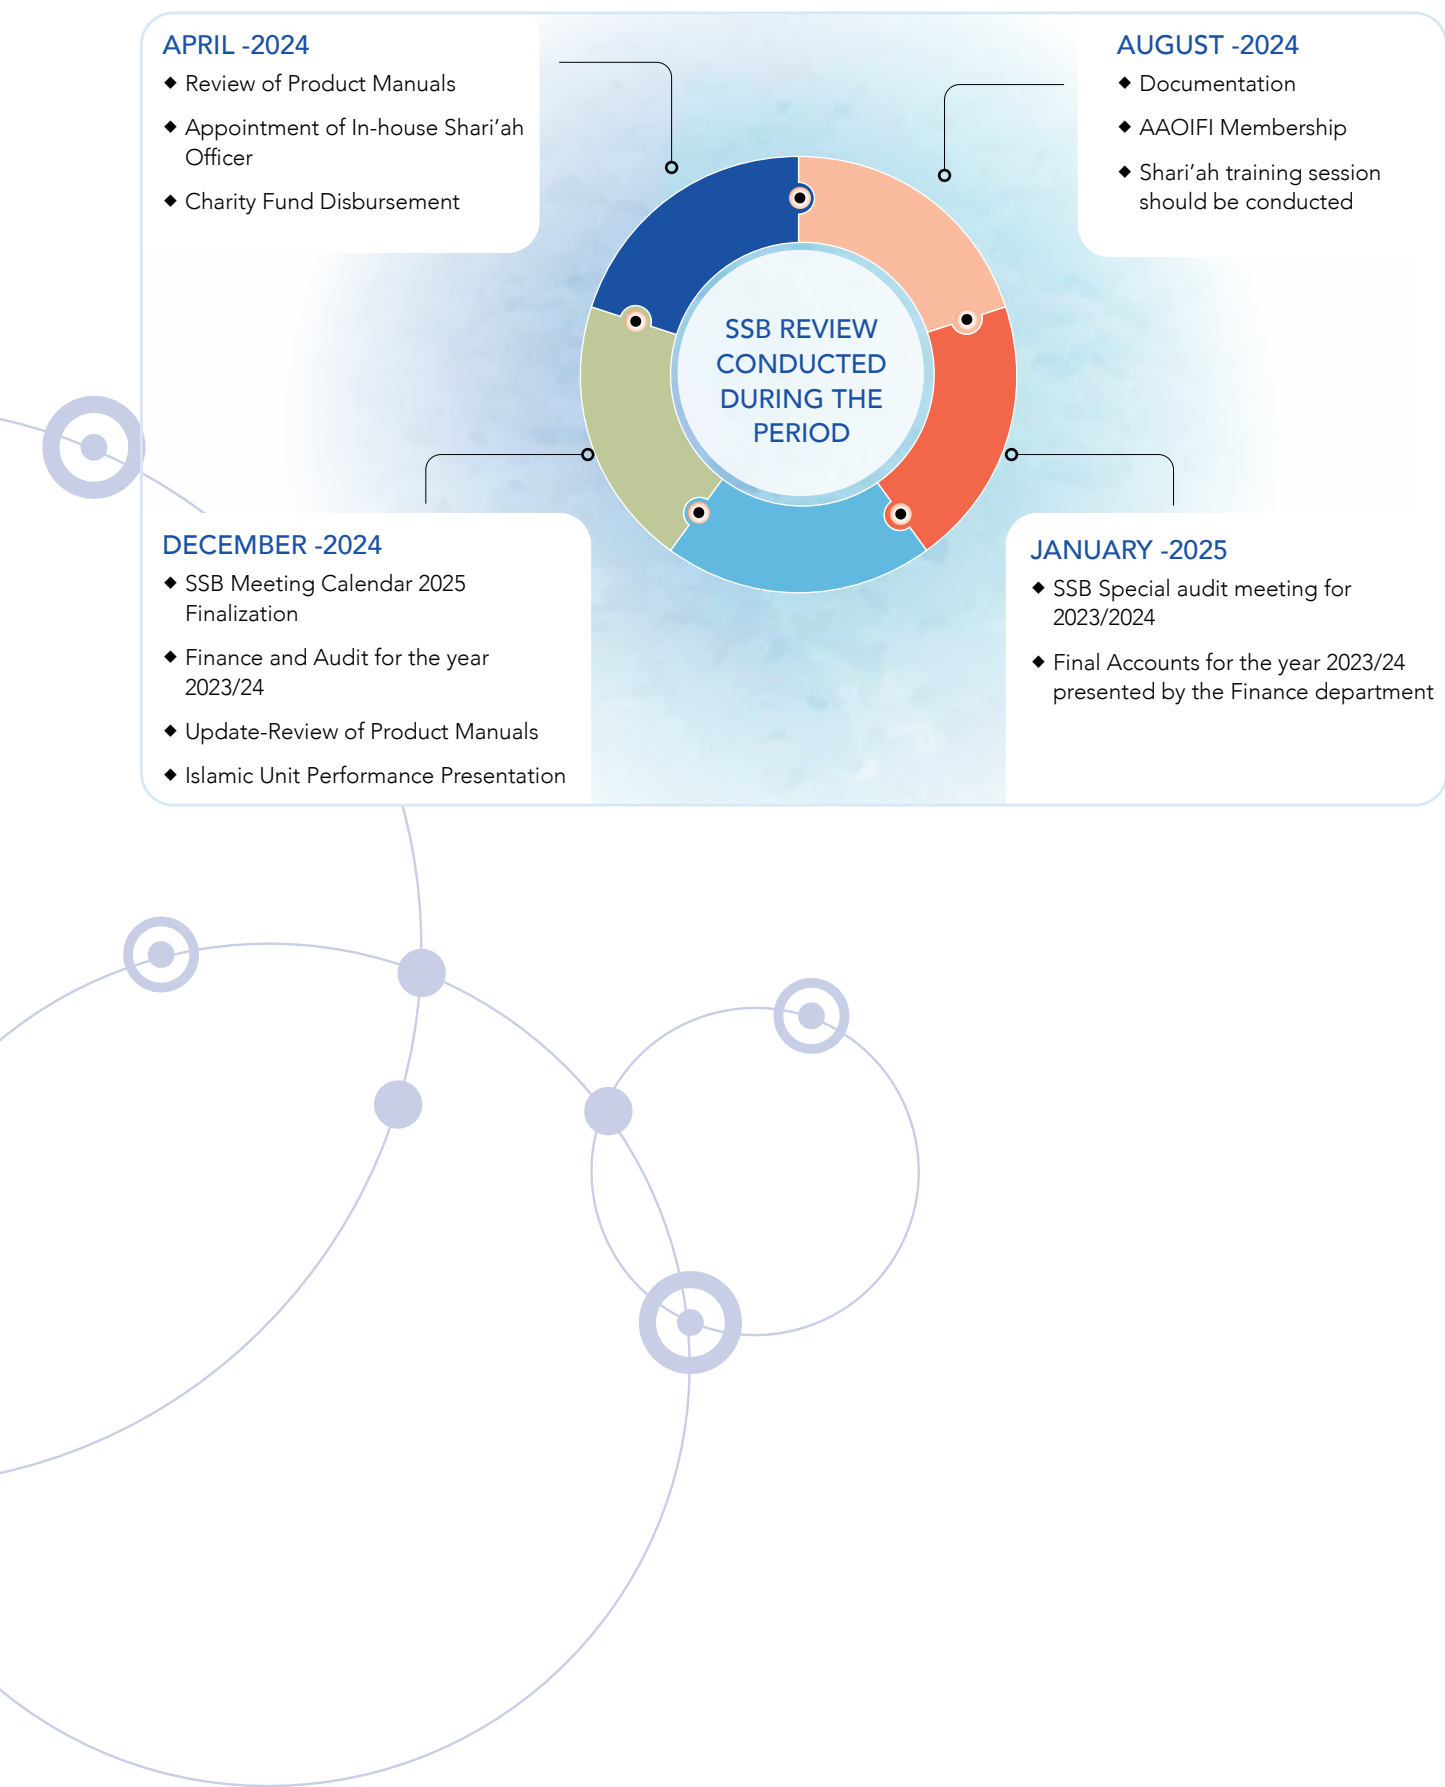 APRIL -2024
◆ Review of Product Manuals
◆ Appointment of In-house Shari’ah
Officer
◆ Charity Fund Disbursement
AUGUST -2024
◆ Documentation
◆ AAOIFI Membership
◆ Shari’ah training session
should be conducted
SSB REVIEW
CONDUCTED
DURING THE
PERIOD
DECEMBER -2024
◆ SSB Meeting Calendar 2025
Finalization
◆ Finance and Audit for the year
2023/24
◆ Update-Review of Product Manuals
◆ Islamic Unit Performance Presentation
JANUARY -2025
◆ SSB Special audit meeting for
2023/2024
◆ Final Accounts for the year 2023/24
presented by the Finance department